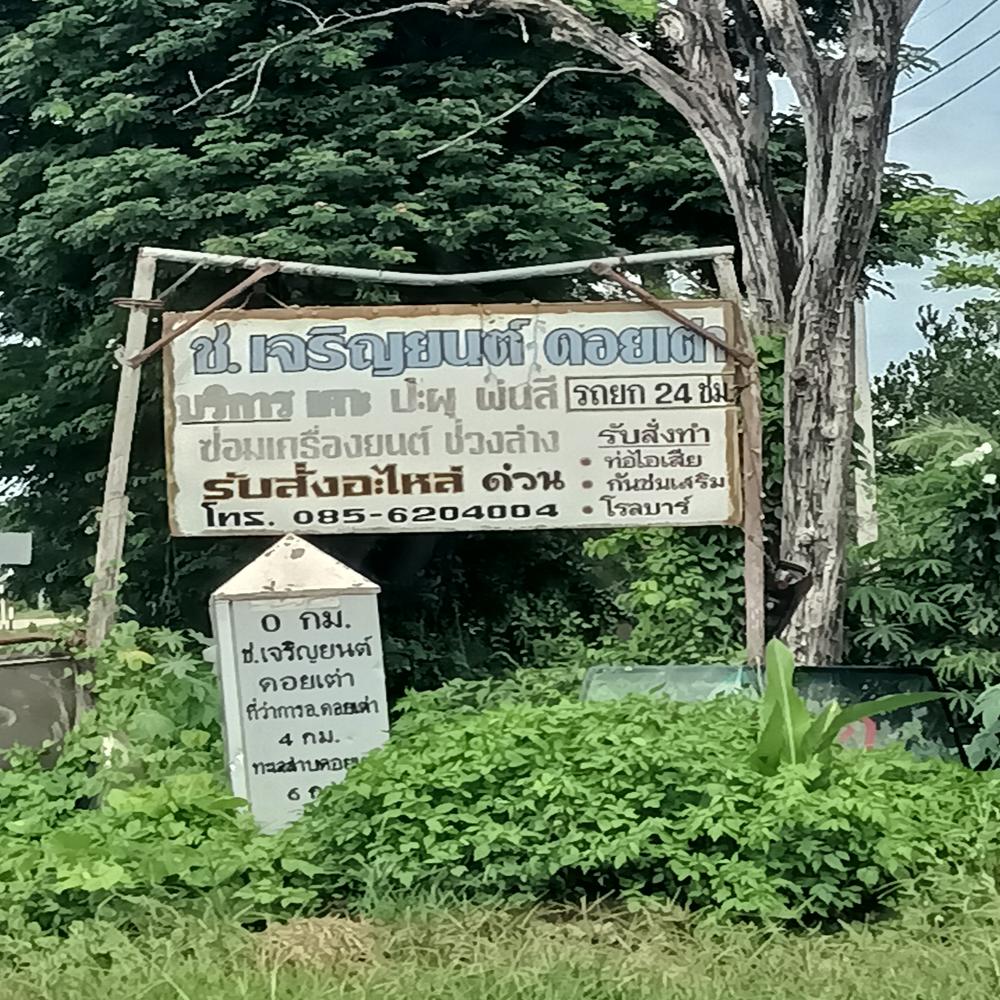 ช.เจริญยนต์ ดอยเต่า
บริการ เคาะ ปะผุ พ่นสี
รถยก 24 ชม.
ซ่อมเครื่องยนต์ ช่วงล่าง
รับสั่งอะไหล่ ด่วน
โทร. 085-6204004
รับสั่งทำ
• ท่อไอเสีย
• กันชนเสริม
• โรลบาร์
0 กม.
ช.เจริญยนต์
ดอยเต่า
ที่ว่าการอ.ดอยเต่า
4 กม.
6